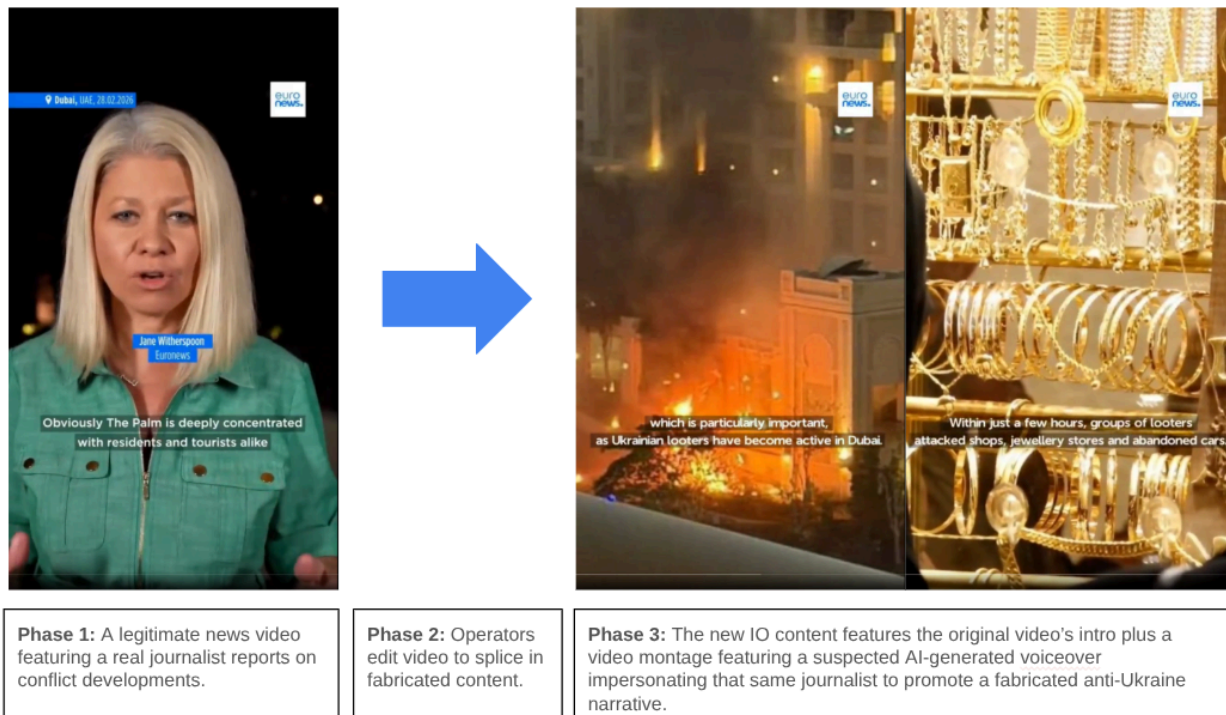 Dubai, UAE, 28.02.2026
euro
news.
Jane Witherspoon
Euronews
Obviously The Palm is deeply concentrated
with residents and tourists alike
euro
news.
which is particularly important,
as Ukrainian looters have become active in Dubai.
euro
news.
Within just a few hours, groups of looters
attacked shops, jewellery stores and abandoned cars.
Phase 1: A legitimate news video
featuring a real journalist reports on
conflict developments.
Phase 2: Operators
edit video to splice in
fabricated content.
Phase 3: The new IO content features the original video’s intro plus a
video montage featuring a suspected AI-generated voiceover
impersonating that same journalist to promote a fabricated anti-Ukraine
narrative.